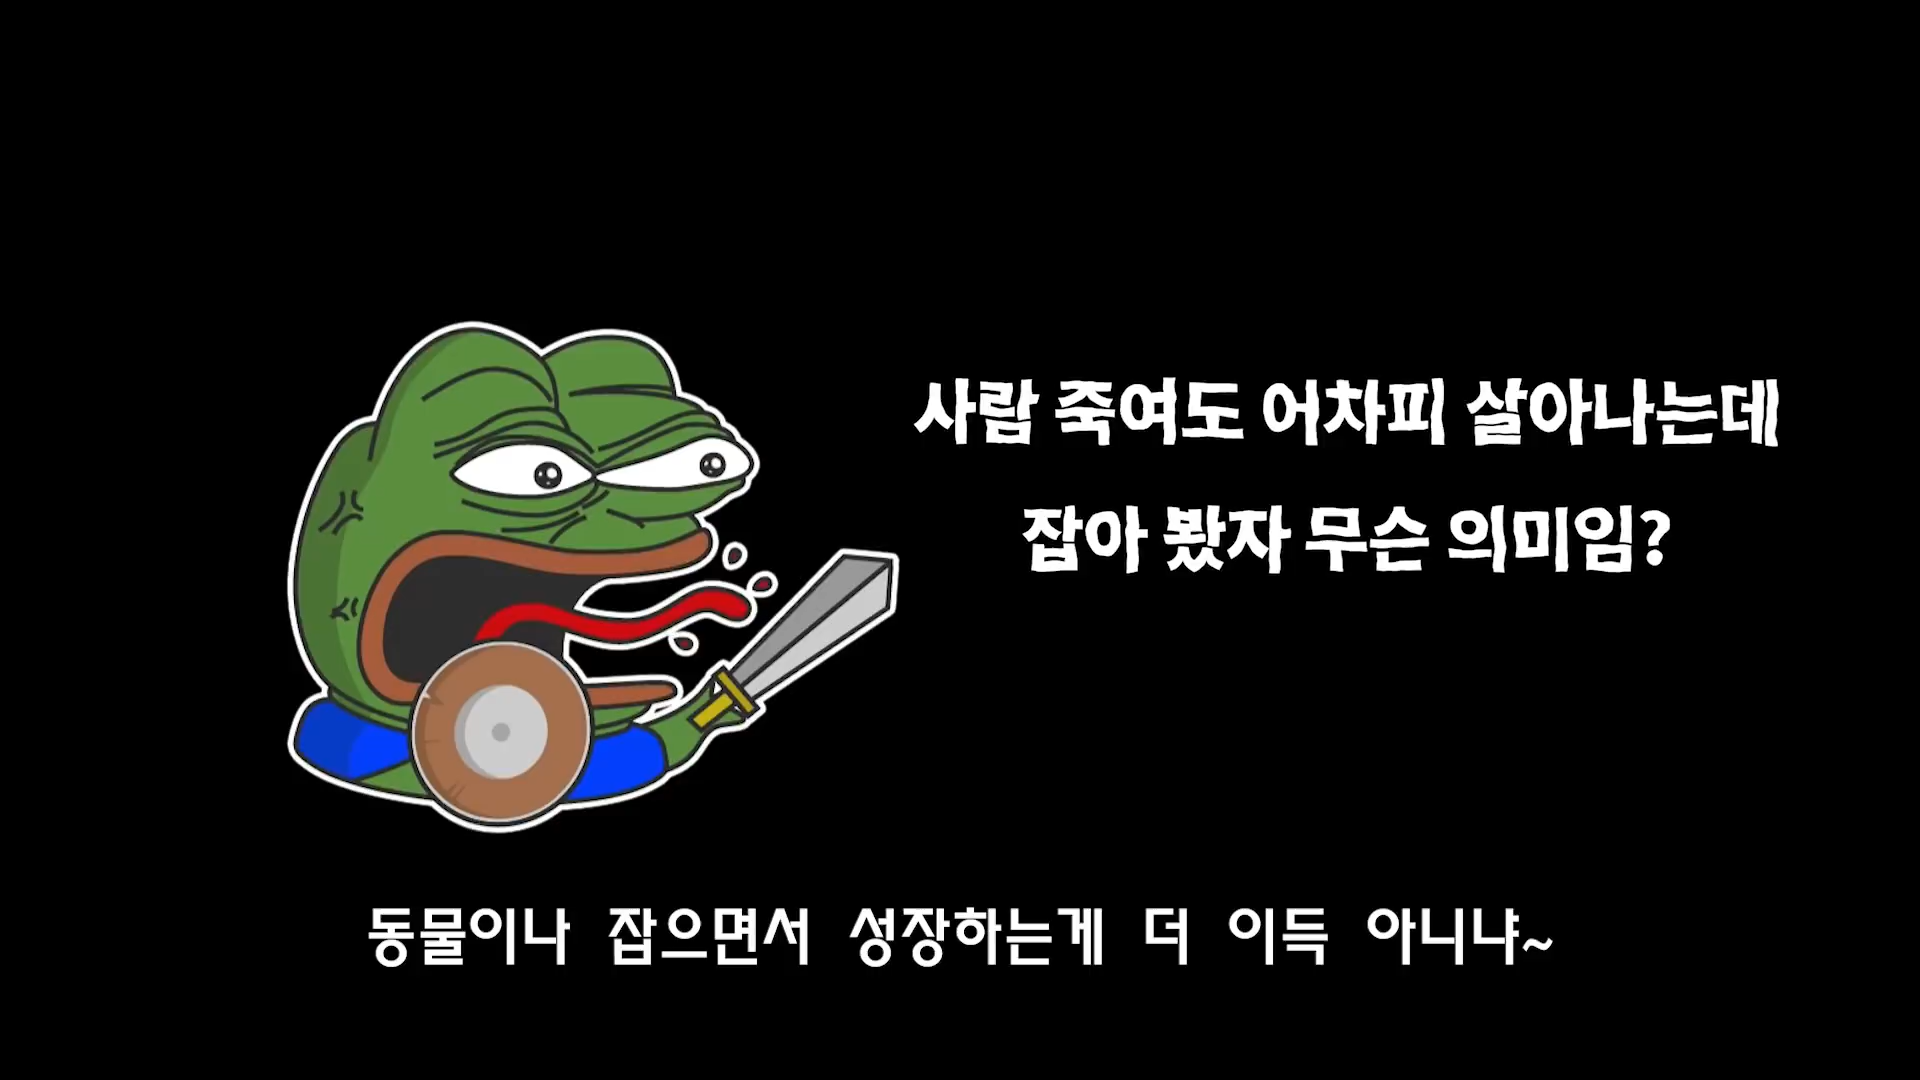 사람 죽여도 어차피 살아나는데
잡아 봤자 무슨 의미임?
동물이나 잡으면서 성장하는게 더 이득 아니냐~